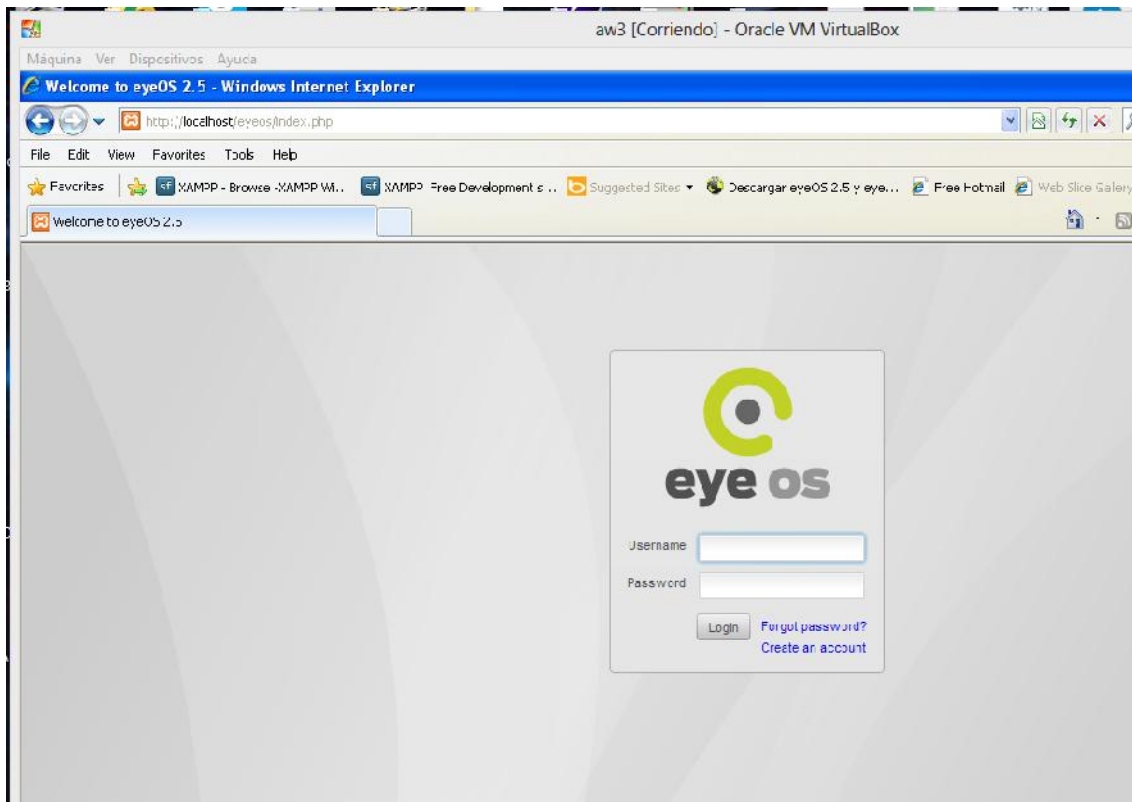 aw3 [Corriendo] - Oracle VM VirtualBox
Máquina Ver Dispositivos Ayuda
Welcome to eyeOS 2.5 - Windows Internet Explorer
http://localhost/eyeos/index.php
File Edit View Favorites Tools Help
Favorites XAMPP - Browse -XAMPP Wi... XAMPP Free Development s... Suggested Sites Descargar eyeOS 2.5 y eye... Free Hotmail Web Slice Gallery
Welcome to eyeOS 2.5
eye os
Username
Password
Login Forgot password?
Create an account